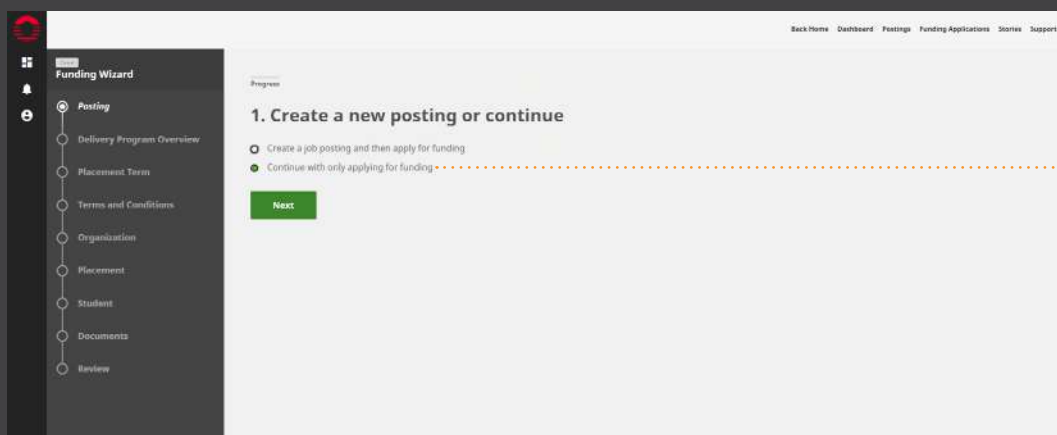 Back Home Dashboard Postings Funding Applications Stories Support
Funding Wizard
Posting
Delivery Program Overview
Placement Term
Terms and Conditions
Organization
Placement
Student
Documents
Review
Progress
1. Create a new posting or continue
Create a job posting and then apply for funding
Continue with only applying for funding
Next